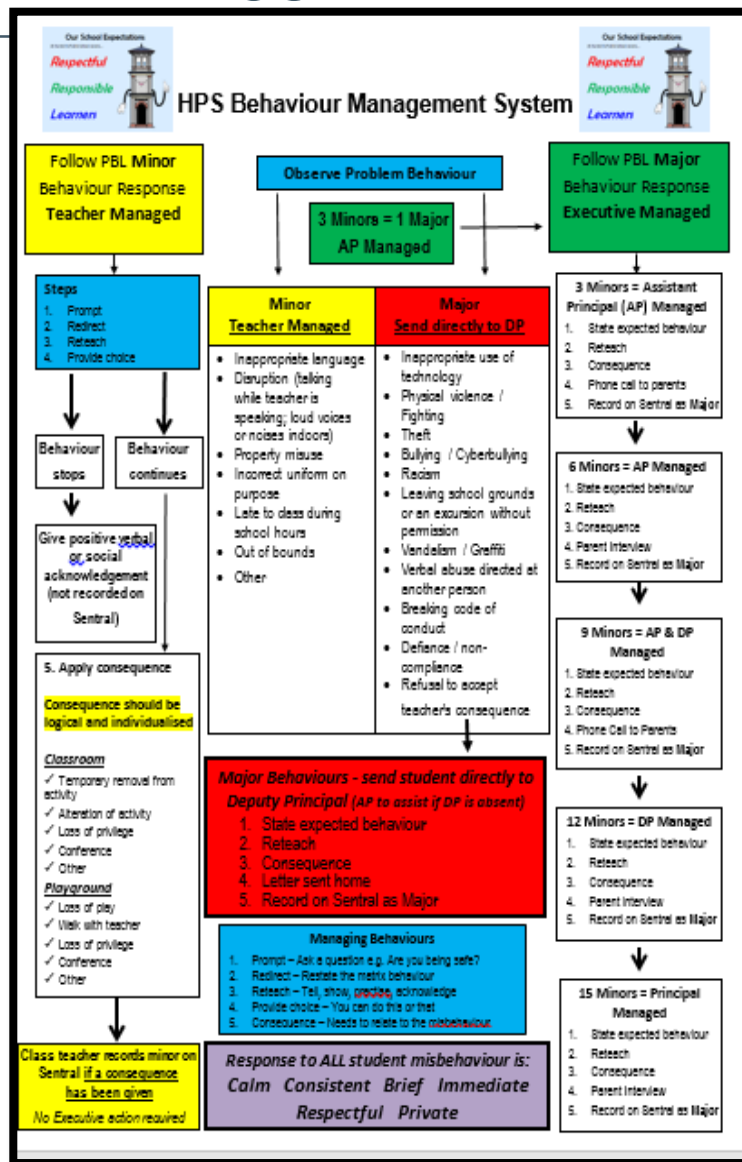 Our School Expectations
Respectful
Responsible
Learners
HPS Behaviour Management System
Our School Expectations
Respectful
Responsible
Learners
Follow PBL Minor
Behaviour Response
Teacher Managed
Observe Problem Behaviour
3 Minors = 1 Major
AP Managed
Follow PBL Major
Behaviour Response
Executive Managed
Steps
1. Prompt
2. Redirect
3. Reteach
4. Provide choice
Behaviour
stops
Behaviour
continues
Give positive verbal
or social
acknowledgement
(not recorded on
Sentral)
5. Apply consequence
Consequence should be
logical and individualised
Classroom
✓ Temporary removal from
activity
✓ Alteration of activity
✓ Loss of privilege
✓ Conference
✓ Other
Playground
✓ Loss of play
✓ Walk with teacher
✓ Loss of privilege
✓ Conference
✓ Other
Class teacher records minor on
Sentral if a consequence
has been given
No Executive action required
Minor
Teacher Managed
• Inappropriate language
• Disruption (talking
while teacher is
speaking; loud voices
or noises indoors)
• Property misuse
• Incorrect uniform on
purpose
• Late to class during
school hours
• Out of bounds
• Other
Major
Send directly to DP
• Inappropriate use of
technology
• Physical violence /
Fighting
• Theft
• Bullying / Cyberbullying
• Racism
• Leaving school grounds
or an excursion without
permission
• Vandalism / Graffiti
• Verbal abuse directed at
another person
• Breaking code of
conduct
• Defiance / non-
compliance
• Refusal to accept
teacher's consequence
Major Behaviours - send student directly to
Deputy Principal (AP to assist if DP is absent)
1. State expected behaviour
2. Reteach
3. Consequence
4. Letter sent home
5. Record on Sentral as Major
Managing Behaviours
1. Prompt – Ask a question e.g. Are you being safe?
2. Redirect – Restate the matrix behaviour
3. Reteach – Tell, show, practise, acknowledge
4. Provide choice – You can do this or that
5. Consequence – Needs to relate to the misbehaviour
Response to ALL student misbehaviour is:
Calm Consistent Brief Immediate
Respectful Private
3 Minors = Assistant
Principal (AP) Managed
1. State expected behaviour
2. Reteach
3. Consequence
4. Phone call to parents
5. Record on Sentral as Major
6 Minors = AP Managed
1. State expected behaviour
2. Reteach
3. Consequence
4. Parent Interview
5. Record on Sentral as Major
9 Minors = AP & DP
Managed
1. State expected behaviour
2. Reteach
3. Consequence
4. Phone Call to Parents
5. Record on Sentral as Major
12 Minors = DP Managed
1. State expected behaviour
2. Reteach
3. Consequence
4. Parent Interview
5. Record on Sentral as Major
15 Minors = Principal
Managed
1. State expected behaviour
2. Reteach
3. Consequence
4. Parent Interview
5. Record on Sentral as Major